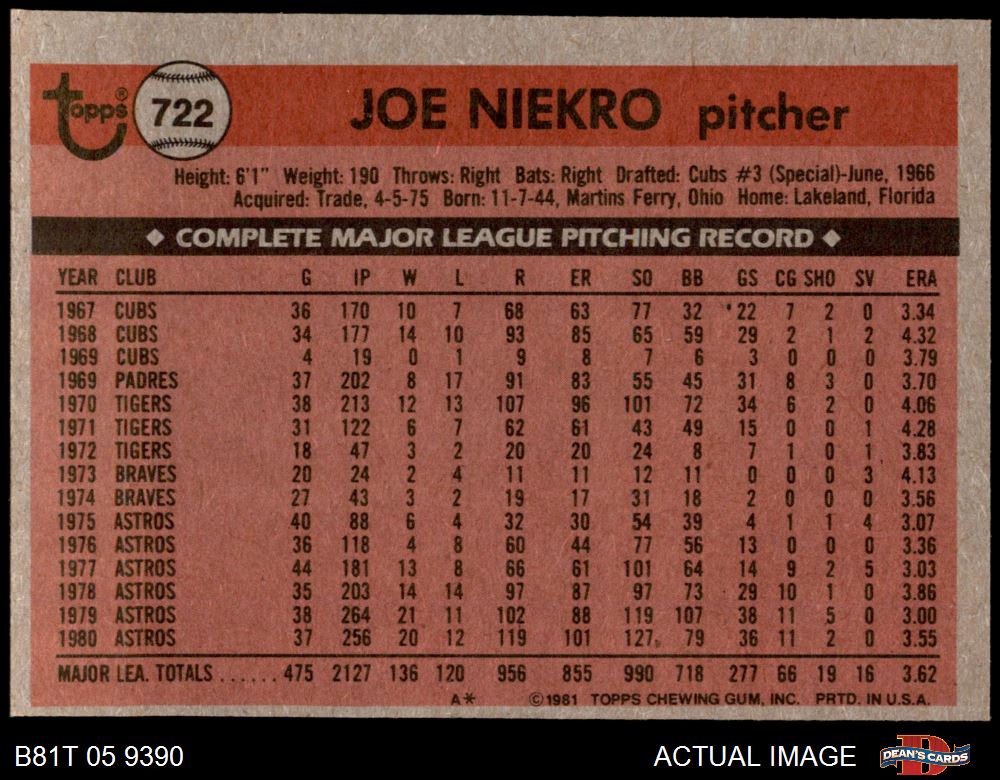 topps® 722 JOE NIEKRO pitcher
Height: 6'1" Weight: 190 Throws: Right Bats: Right Drafted: Cubs #3 (Special)-June, 1966
Acquired: Trade, 4-5-75 Born: 11-7-44, Martins Ferry, Ohio Home: Lakeland, Florida
◆ COMPLETE MAJOR LEAGUE PITCHING RECORD ◆
YEAR CLUB G IP W L R ER SO BB GS CG SHO SV ERA
1967 CUBS 36 170 10 7 68 63 77 32 22 7 2 0 3.34
1968 CUBS 34 177 14 10 93 85 65 59 29 2 1 2 4.32
1969 CUBS 4 19 0 1 9 8 7 6 3 0 0 0 3.79
1969 PADRES 37 202 8 17 91 83 55 45 31 8 3 0 3.70
1970 TIGERS 38 213 12 13 107 96 101 72 34 6 2 0 4.06
1971 TIGERS 31 122 6 7 62 61 43 49 15 0 0 1 4.28
1972 TIGERS 18 47 3 2 20 20 24 8 7 1 0 1 3.83
1973 BRAVES 20 24 2 4 11 11 12 11 0 0 0 3 4.13
1974 BRAVES 27 43 3 2 19 17 31 18 2 0 0 0 3.56
1975 ASTROS 40 88 6 4 32 30 54 39 4 1 1 4 3.07
1976 ASTROS 36 118 4 8 60 44 77 56 13 0 0 0 3.36
1977 ASTROS 44 181 13 8 66 61 101 64 14 9 2 5 3.03
1978 ASTROS 35 203 14 14 97 87 97 73 29 10 1 0 3.86
1979 ASTROS 38 264 21 11 102 88 119 107 38 11 5 0 3.00
1980 ASTROS 37 256 20 12 119 101 127 79 36 11 2 0 3.55
MAJOR LEA. TOTALS ...... 475 2127 136 120 956 855 990 718 277 66 19 16 3.62
A* ©1981 TOPPS CHEWING GUM, INC. PRTD. IN U.S.A.
B81T 05 9390 ACTUAL IMAGE D DEAN'S CARDS